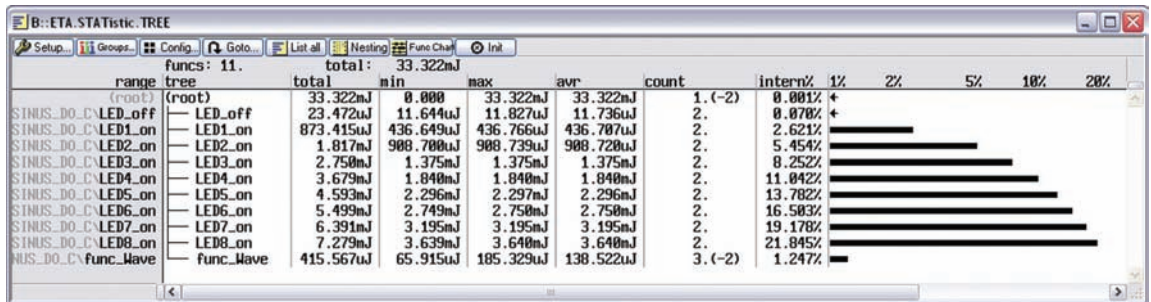 B::ETA.STATistic.TREE
Setup... Groups... Config... Goto... List all Nesting Func Chart Init
funcs: 11. total: 33.322mJ
range tree total min max avr count intern% 1% 2% 5% 10% 20%
(root) (root) 33.322mJ 0.000 33.322mJ 33.322mJ 1.(-2) 0.001%
SINUS_DO_C\LED_off LED_off 23.472uJ 11.644uJ 11.827uJ 11.736uJ 2. 0.070%
SINUS_DO_C\LED1_on LED1_on 873.415uJ 436.649uJ 436.766uJ 436.707uJ 2. 2.621%
SINUS_DO_C\LED2_on LED2_on 1.817mJ 908.700uJ 908.739uJ 908.720uJ 2. 5.454%
SINUS_DO_C\LED3_on LED3_on 2.750mJ 1.375mJ 1.375mJ 1.375mJ 2. 8.252%
SINUS_DO_C\LED4_on LED4_on 3.679mJ 1.840mJ 1.840mJ 1.840mJ 2. 11.042%
SINUS_DO_C\LED5_on LED5_on 4.593mJ 2.296mJ 2.297mJ 2.296mJ 2. 13.782%
SINUS_DO_C\LED6_on LED6_on 5.499mJ 2.749mJ 2.750mJ 2.750mJ 2. 16.503%
SINUS_DO_C\LED7_on LED7_on 6.391mJ 3.195mJ 3.195mJ 3.195mJ 2. 19.178%
SINUS_DO_C\LED8_on LED8_on 7.279mJ 3.639mJ 3.640mJ 3.640mJ 2. 21.845%
NUS_DO_C\func_Wave func_Wave 415.567uJ 65.915uJ 185.329uJ 138.522uJ 3.(-2) 1.247%